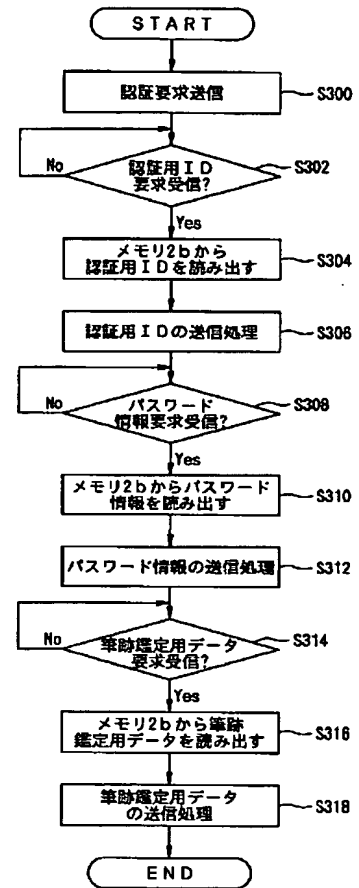 START
認証要求送信
S300
認証用ID
要求受信?
S302
No
Yes
メモリ2bから
認証用IDを読み出す
S304
認証用IDの送信処理
S306
パスワード
情報要求受信?
S308
No
Yes
メモリ2bからパスワード
情報を読み出す
S310
パスワード情報の送信処理
S312
筆跡鑑定用データ
要求受信?
S314
No
Yes
メモリ2bから筆跡
鑑定用データを読み出す
S316
筆跡鑑定用データ
の送信処理
S318
END